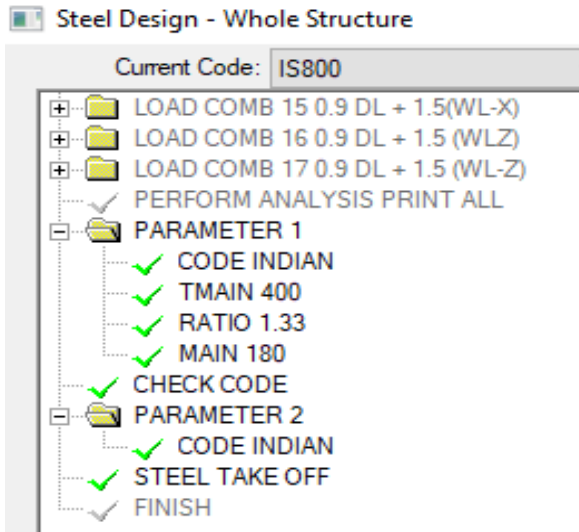 Steel Design - Whole Structure
Current Code: IS800
LOAD COMB 15 0.9 DL + 1.5(WL-X)
LOAD COMB 16 0.9 DL + 1.5 (WLZ)
LOAD COMB 17 0.9 DL + 1.5 (WL-Z)
PERFORM ANALYSIS PRINT ALL
PARAMETER 1
CODE INDIAN
TMAIN 400
RATIO 1.33
MAIN 180
CHECK CODE
PARAMETER 2
CODE INDIAN
STEEL TAKE OFF
FINISH